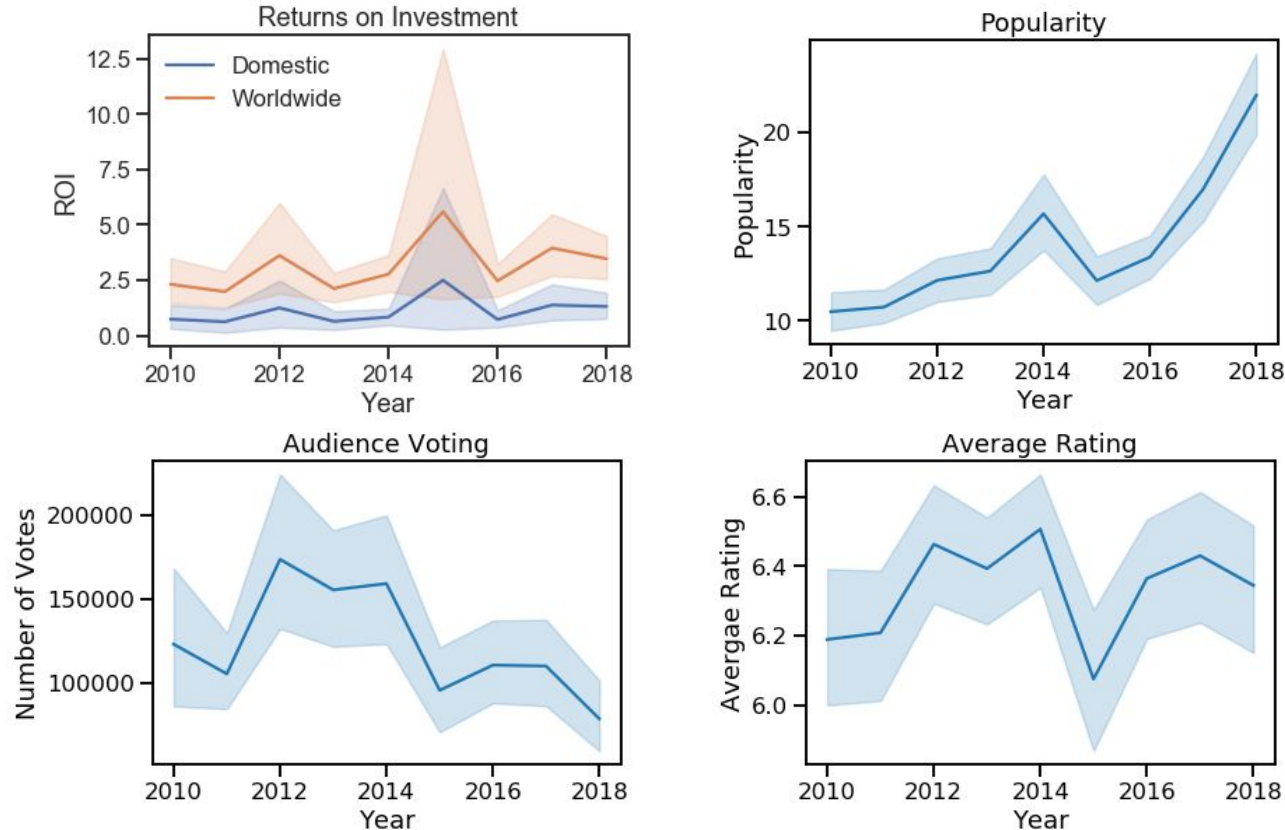 Returns on Investment
12.5
10.0
7.5
5.0
2.5
0.0
ROI
Domestic
Worldwide
2010 2012 2014 2016 2018
Year
Popularity
20
15
10
Popularity
2010 2012 2014 2016 2018
Year
Audience Voting
200000
150000
100000
Number of Votes
2010 2012 2014 2016 2018
Year
Average Rating
6.6
6.4
6.2
6.0
Avergae Rating
2010 2012 2014 2016 2018
Year